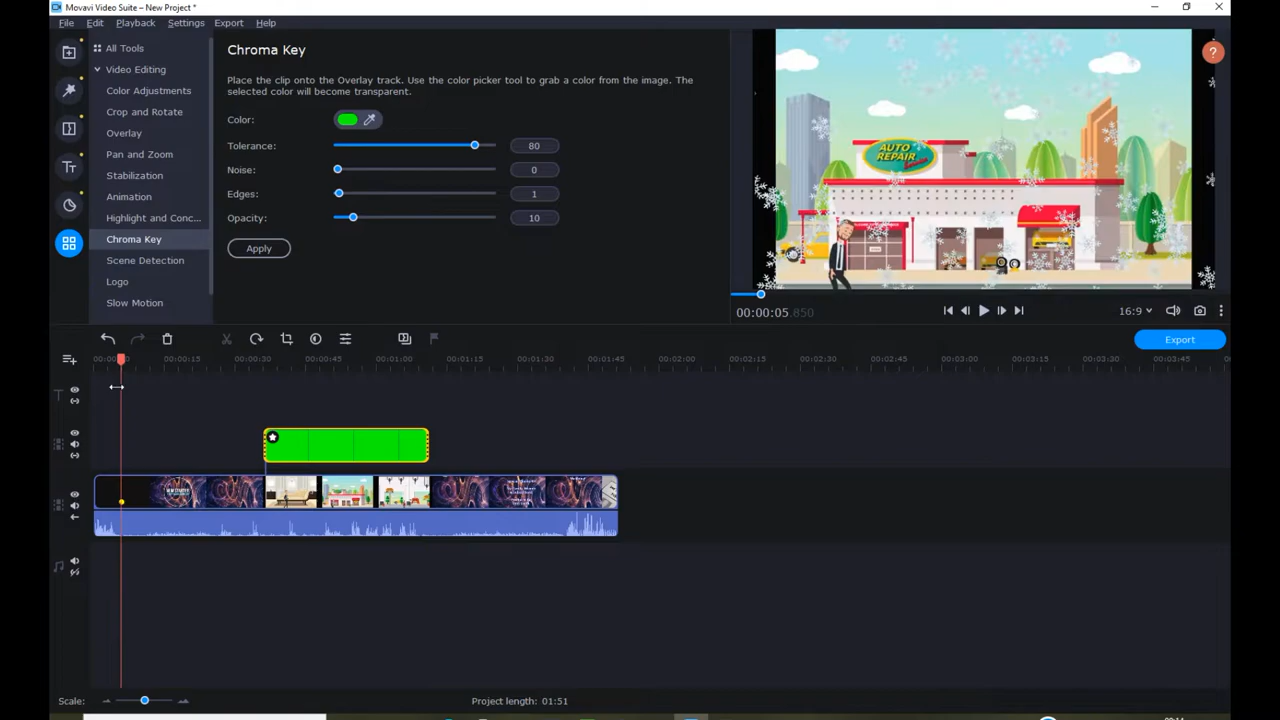 Movavi Video Suite – New Project *
File Edit Playback Settings Export Help
All Tools
Video Editing
Color Adjustments
Crop and Rotate
Overlay
Pan and Zoom
Stabilization
Animation
Highlight and Conc...
Chroma Key
Scene Detection
Logo
Slow Motion
Chroma Key
Place the clip onto the Overlay track. Use the color picker tool to grab a color from the image. The
selected color will become transparent.
Color:
Tolerance: 80
Noise: 0
Edges: 1
Opacity: 10
Apply
?
AUTO
REPAIR
00:00:05.850
16:9
Export
00:00:15 00:00:30 00:00:45 00:01:00 00:01:15 00:01:30 00:01:45 00:02:00 00:02:15 00:02:30 00:02:45 00:03:00 00:03:15 00:03:30 00:03:45
Scale:
Project length: 01:51